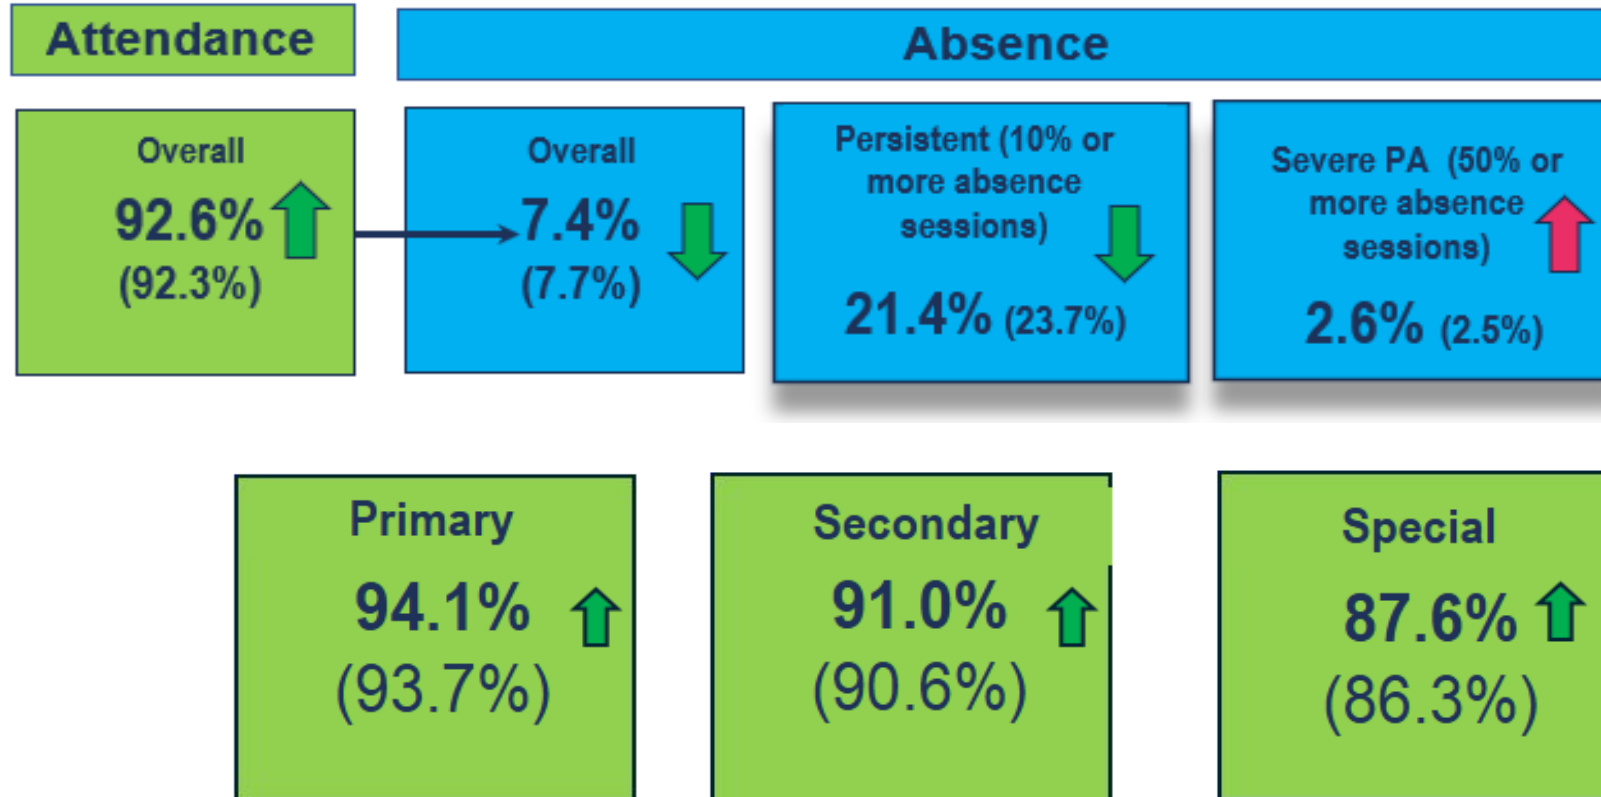 Attendance
Absence
Overall
92.6%
(92.3%)
Overall
7.4%
(7.7%)
Persistent (10% or
more absence
sessions)
21.4% (23.7%)
Severe PA (50% or
more absence
sessions)
2.6% (2.5%)
Primary
94.1%
(93.7%)
Secondary
91.0%
(90.6%)
Special
87.6%
(86.3%)